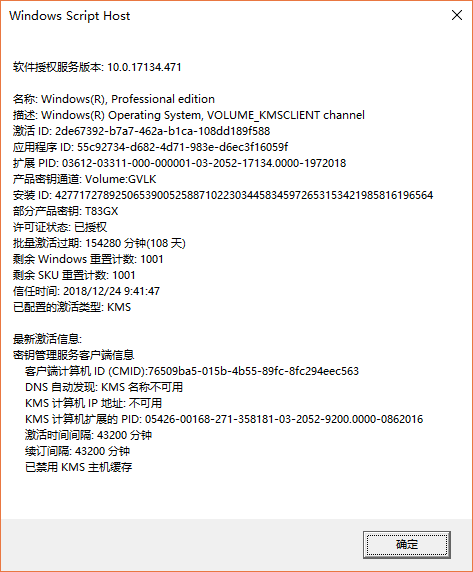 Windows Script Host
软件授权服务版本: 10.0.17134.471
名称: Windows(R), Professional edition
描述: Windows(R) Operating System, VOLUME_KMSCLIENT channel
激活 ID: 2de67392-b7a7-462a-b1ca-108dd189f588
应用程序 ID: 55c92734-d682-4d71-983e-d6ec3f16059f
扩展 PID: 03612-03311-000-000001-03-2052-17134.0000-1972018
产品密钥通道: Volume:GVLK
安装 ID: 427717278925065390052588710223034458345972653153421985816196564
部分产品密钥: T83GX
许可证状态: 已授权
批量激活过期: 154280 分钟(108 天)
剩余 Windows 重置计数: 1001
剩余 SKU 重置计数: 1001
信任时间: 2018/12/24 9:41:47
已配置的激活类型: KMS
最新激活信息:
密钥管理服务客户端信息
客户端计算机 ID (CMID):76509ba5-015b-4b55-89fc-8fc294eec563
DNS 自动发现: KMS 名称不可用
KMS 计算机 IP 地址: 不可用
KMS 计算机扩展的 PID: 05426-00168-271-358181-03-2052-9200.0000-0862016
激活时间间隔: 43200 分钟
续订间隔: 43200 分钟
已禁用 KMS 主机缓存
确定